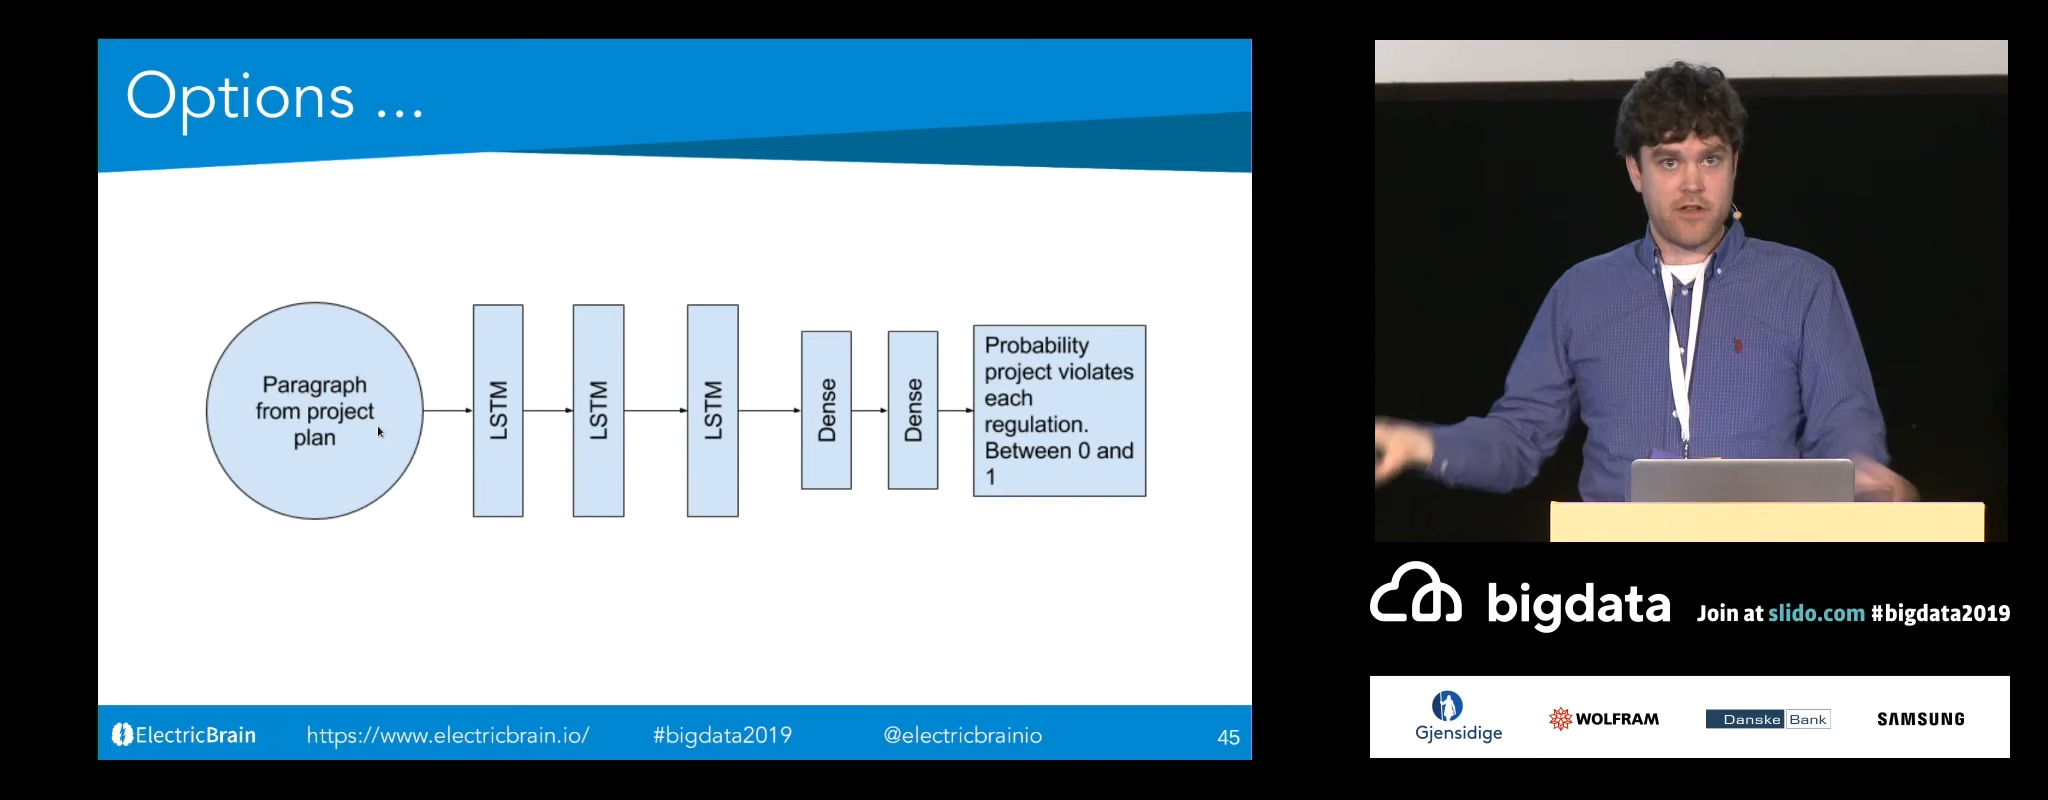 Options ...
Paragraph
from project
plan
LSTM
LSTM
LSTM
Dense
Dense
Probability
project violates
each
regulation.
Between 0 and
1
ElectricBrain
https://www.electricbrain.io/
#bigdata2019
@electricbrainio
45
bigdata
Join at slido.com #bigdata2019
Gjensidige
WOLFRAM
Danske Bank
SAMSUNG